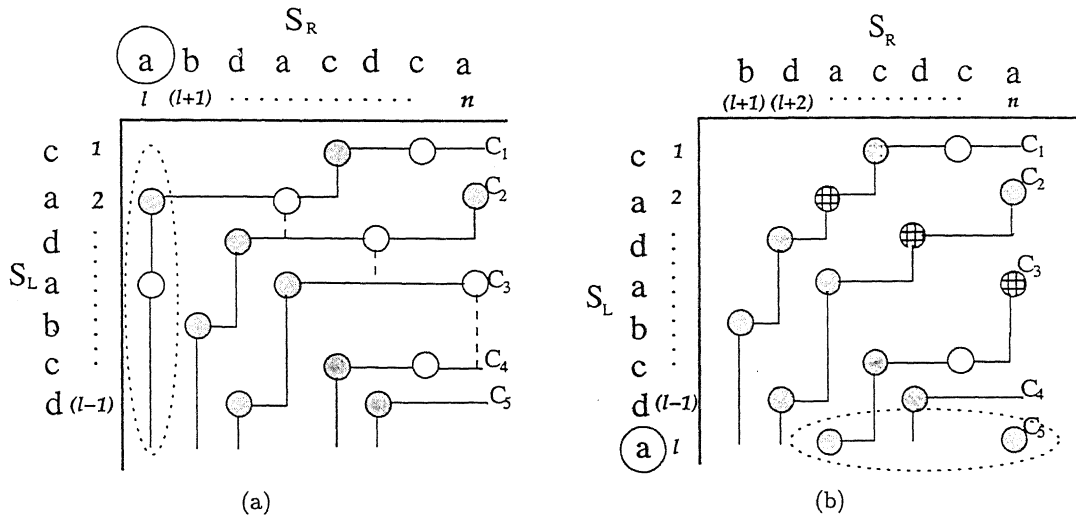 S_R
a b d a c d c a
l (l+1) . . . . . . . . . . n
c 1 C_1
a 2 C_2
d
S_L a C_3
b
c C_4
d (l-1) C_5
(a)
S_R
b d a c d c a
(l+1) (l+2) . . . . . . . . n
c 1 C_1
a 2 C_2
d
a C_3
S_L
b
c
d (l-1) C_4
a l C_5
(b)